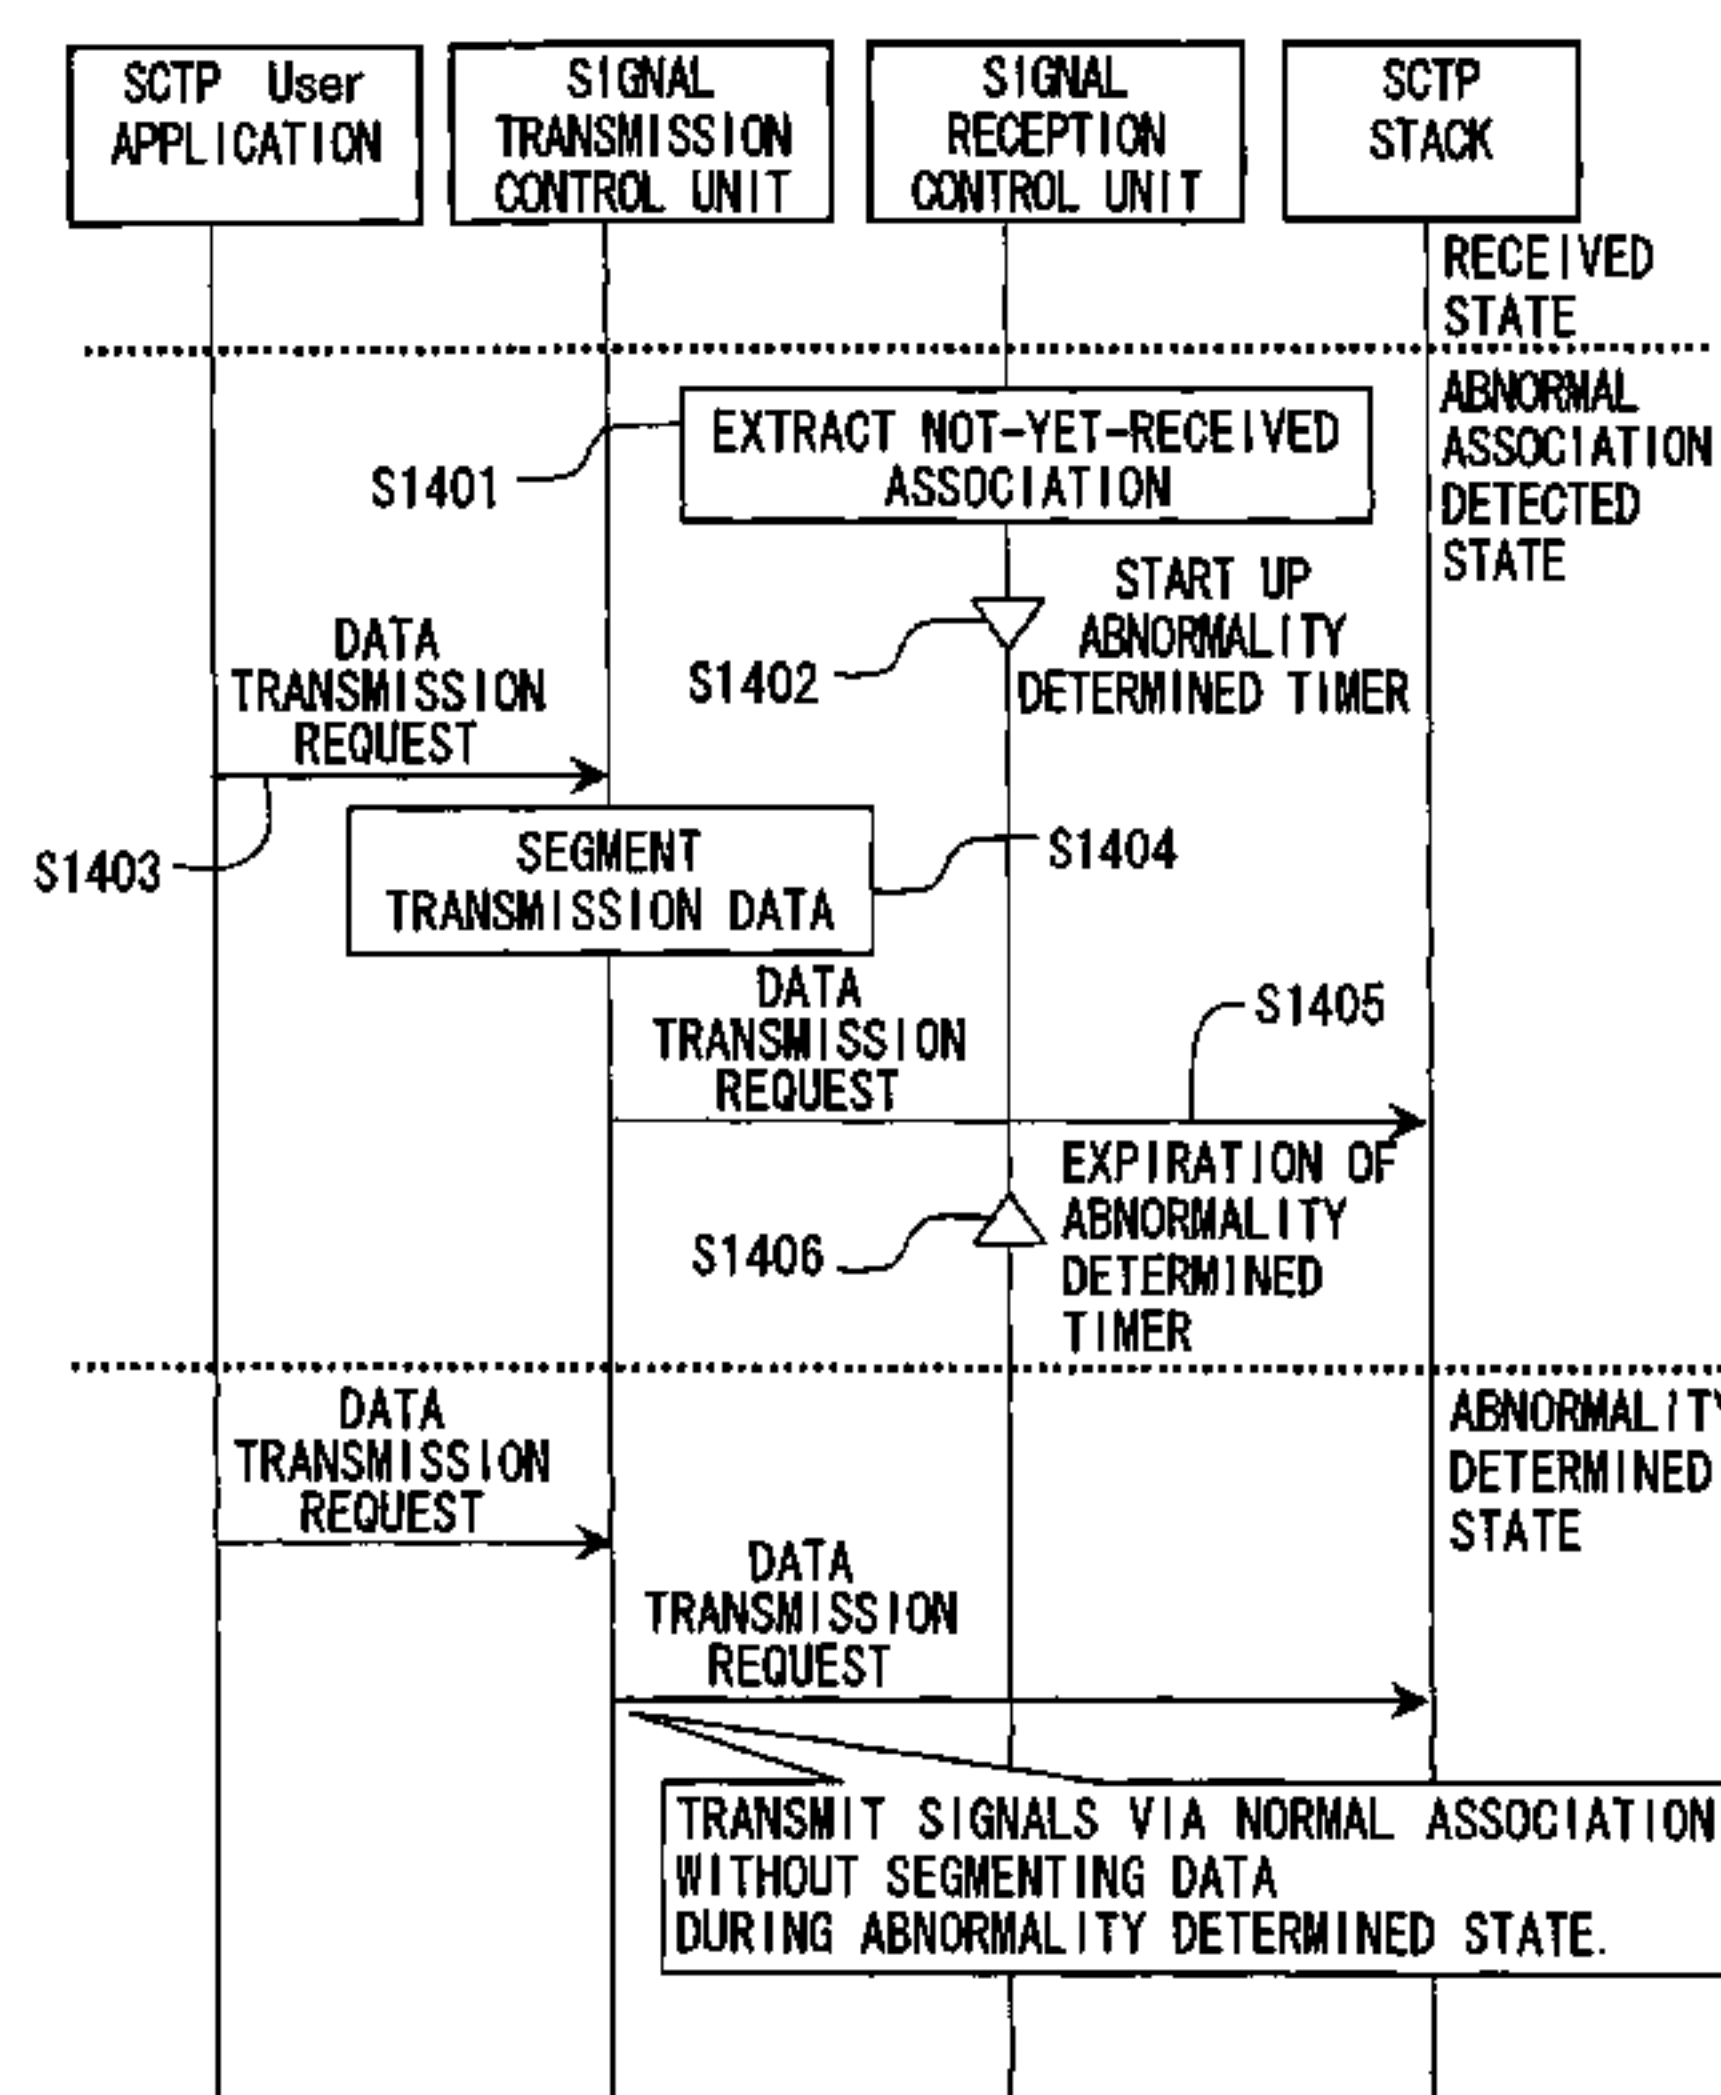 SCTP User
APPLICATION
SIGNAL
TRANSMISSION
CONTROL UNIT
SIGNAL
RECEPTION
CONTROL UNIT
SCTP
STACK
RECEIVED
STATE
ABNORMAL
ASSOCIATION
DETECTED
STATE
EXTRACT NOT-YET-RECEIVED
ASSOCIATION
S1401
START UP
ABNORMALITY
DETERMINED TIMER
S1402
DATA
TRANSMISSION
REQUEST
S1403
SEGMENT
TRANSMISSION DATA
S1404
DATA
TRANSMISSION
REQUEST
S1405
EXPIRATION OF
ABNORMALITY
DETERMINED
TIMER
S1406
ABNORMALITY
DETERMINED
STATE
DATA
TRANSMISSION
REQUEST
DATA
TRANSMISSION
REQUEST
TRANSMIT SIGNALS VIA NORMAL ASSOCIATION
WITHOUT SEGMENTING DATA
DURING ABNORMALITY DETERMINED STATE.